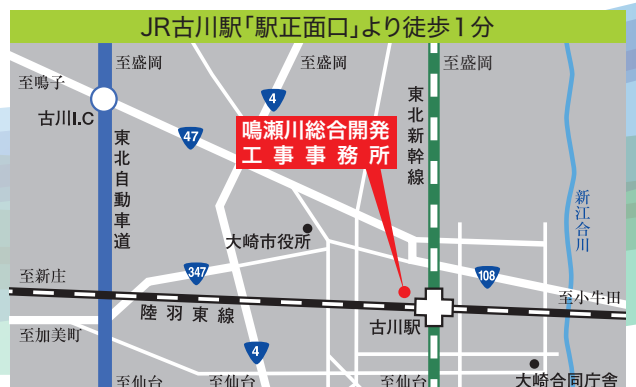 JR古川駅「駅正面口」より徒歩1分
至盛岡
至盛岡
至盛岡
至鳴子
4
古川I.C
47
鳴瀬川総合開発
工事事務所
東北新幹線
東北自動車道
新江合川
大崎市役所
至新庄
347
108
至小牛田
陸羽東線
至加美町
古川駅
4
至仙台
至仙台
至仙台
大崎合同庁舎